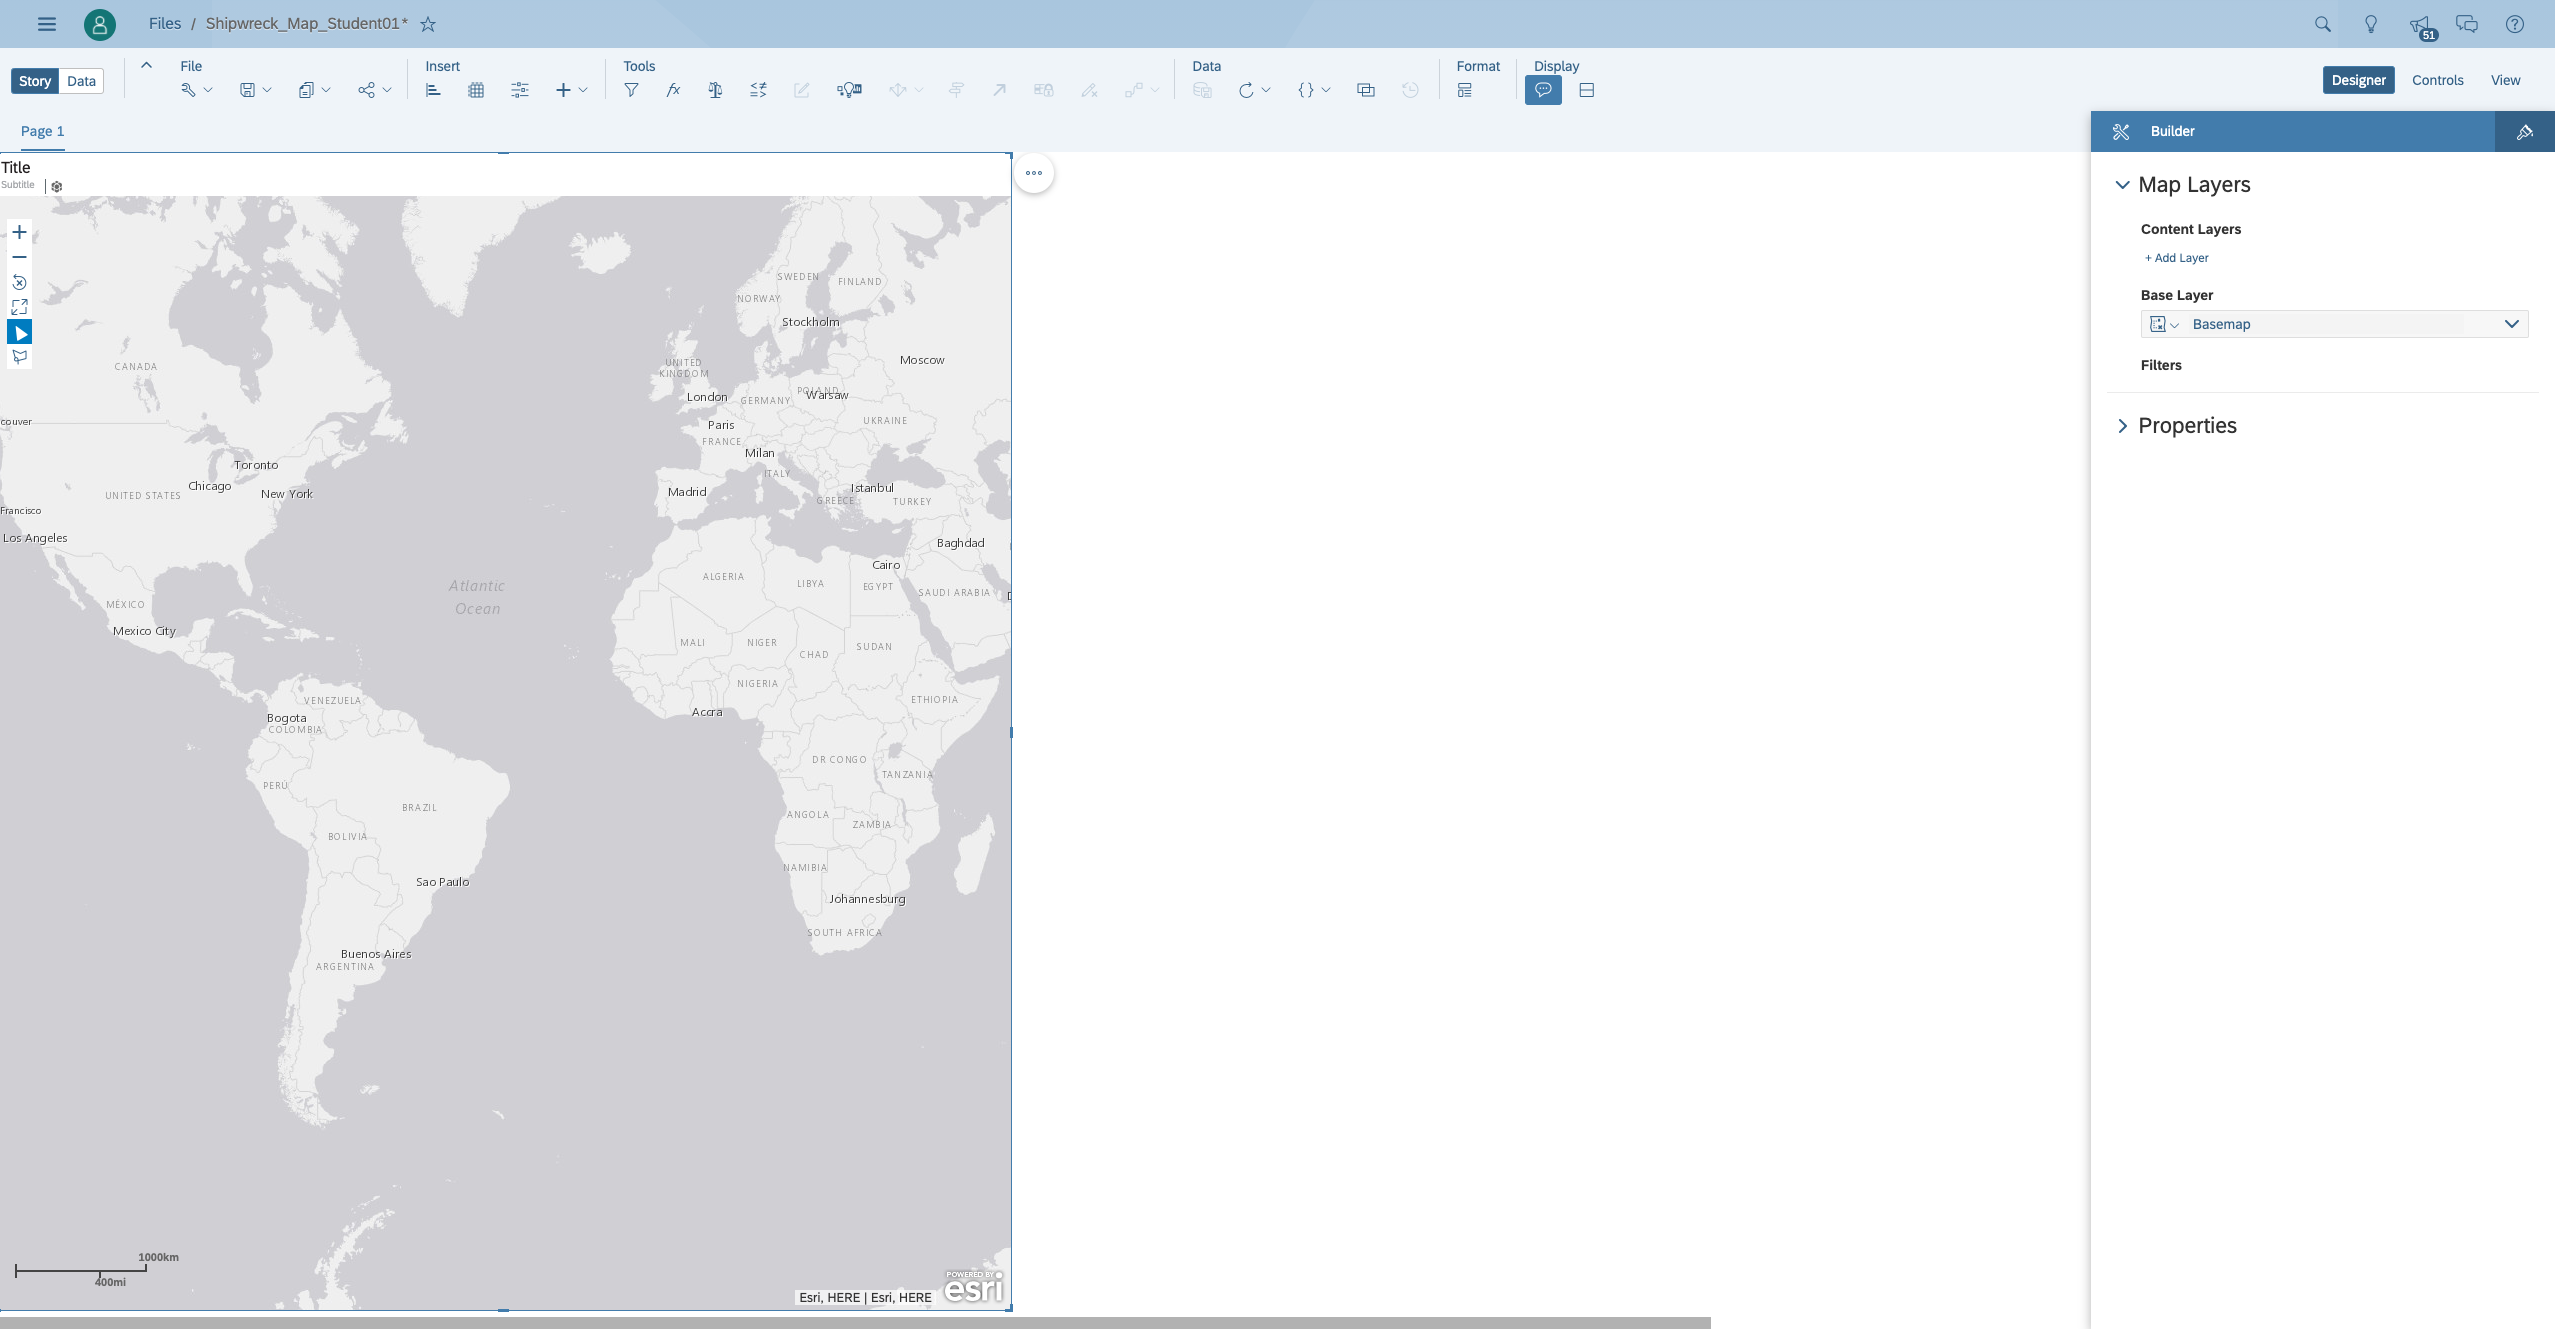 Files / Shipwreck_Map_Student01*
51
Story Data
File
Insert
Tools
Data
Format
Display
Designer Controls View
Page 1
Builder
Title
Subtitle
Map Layers
Content Layers
+ Add Layer
Base Layer
Basemap
Filters
Properties
SWEDEN
FINLAND
NORWAY
Stockholm
Moscow
UNITED
KINGDOM
CANADA
POLAND
London
GERMANY
Warsaw
couver
Paris
UKRAINE
FRANCE
Milan
Toronto
ITALY
Chicago
Istanbul
UNITED STATES
New York
Madrid
GREECE
TURKEY
Francisco
Los Angeles
Baghdad
Cairo
ALGERIA
LIBYA
EGYPT
Atlantic
Ocean
SAUDI ARABIA
MÉXICO
Mexico City
MALI
NIGER
CHAD
SUDAN
NIGERIA
VENEZUELA
ETHIOPIA
Bogota
Accra
COLOMBIA
DR CONGO
TANZANIA
PERÚ
BRAZIL
ANGOLA
ZAMBIA
BOLIVIA
NAMIBIA
Sao Paulo
Johannesburg
SOUTH AFRICA
Buenos Aires
ARGENTINA
1000km
400mi
POWERED BY
esri
Esri, HERE | Esri, HERE